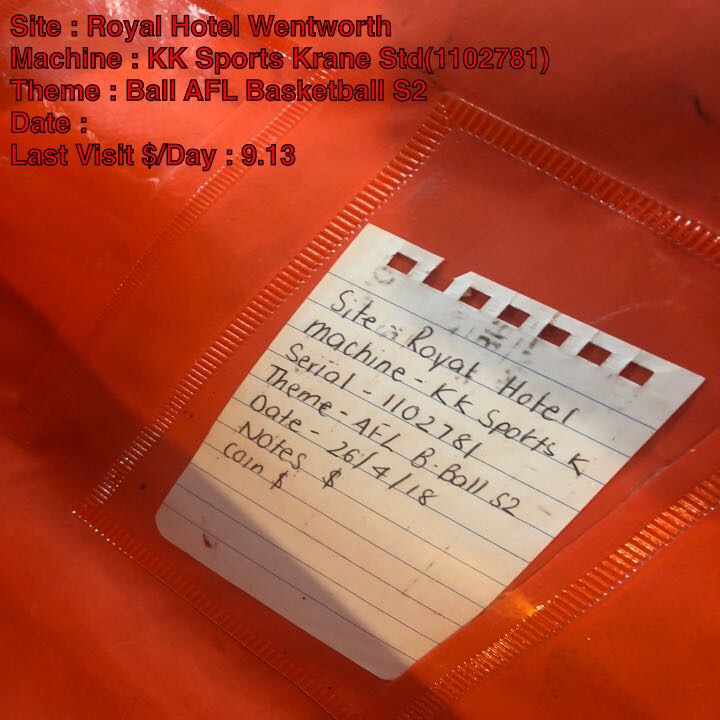 Site : Royal Hotel Wentworth
Machine : KK Sports Krane Std(1102781)
Theme : Ball AFL Basketball S2
Date :
Last Visit $/Day : 9.13
Site - Royal Hotel
machine - KK Sports K
Serial - 1102781
Theme - AFL B-Ball S2
Date - 26/4/18
Notes $
Coin $